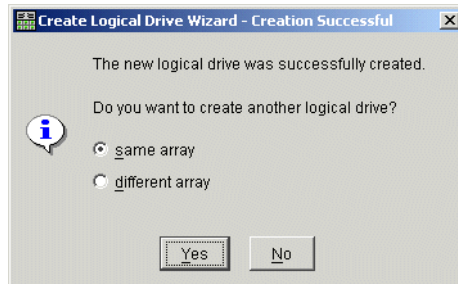 Create Logical Drive Wizard - Creation Successful
The new logical drive was successfully created.
Do you want to create another logical drive?
same array
different array
Yes
No